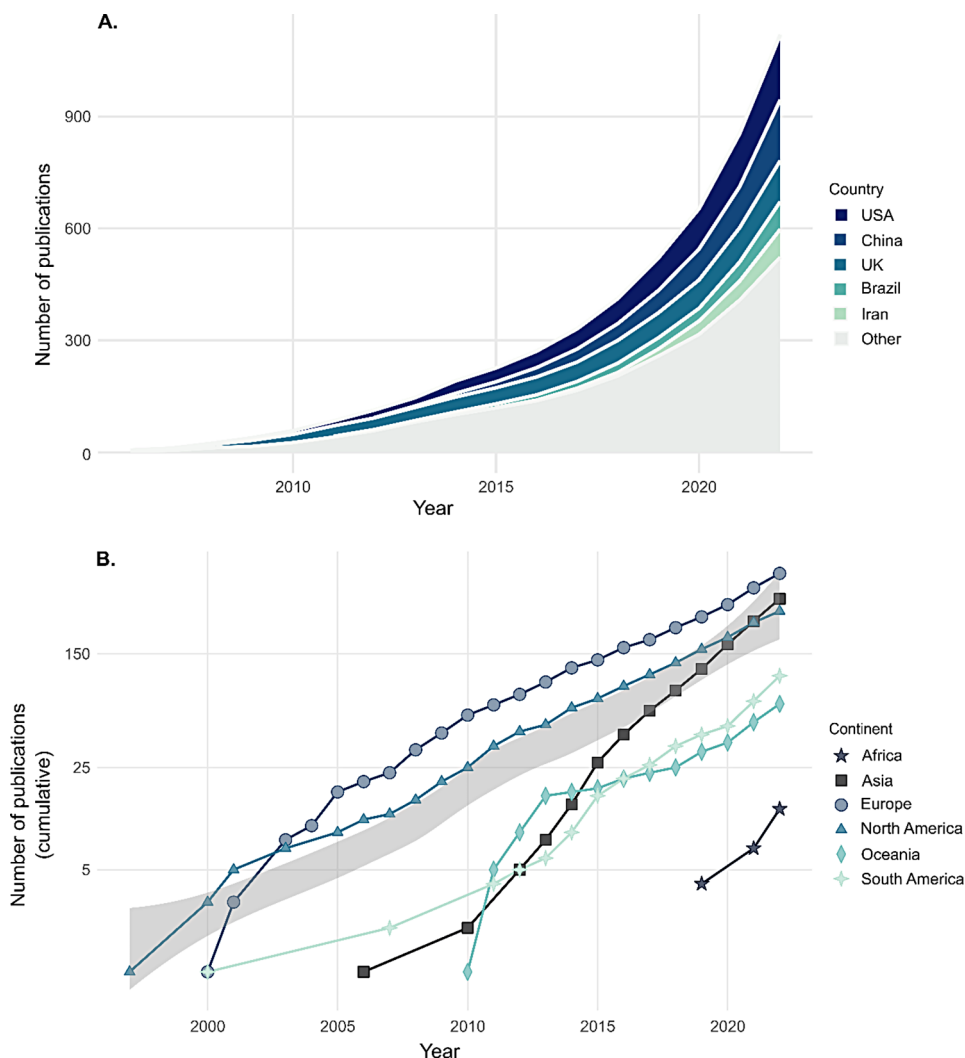 A.
900
600
300
0
Number of publications
2010
2015
2020
Year
Country
USA
China
UK
Brazil
Iran
Other
B.
150
25
5
Number of publications
(cumulative)
2000
2005
2010
2015
2020
Year
Continent
Africa
Asia
Europe
North America
Oceania
South America